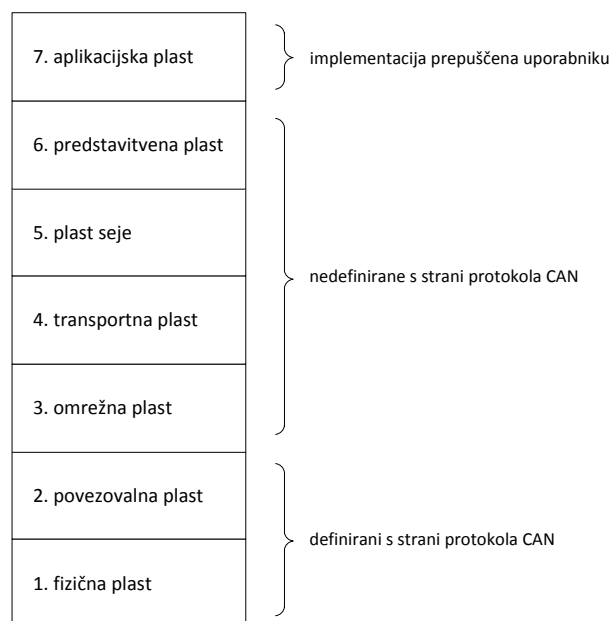 7. aplikacijska plast
implementacija prepuščena uporabniku
6. predstavitvena plast
5. plast seje
nedefinirane s strani protokola CAN
4. transportna plast
3. omrežna plast
2. povezovalna plast
definirani s strani protokola CAN
1. fizična plast